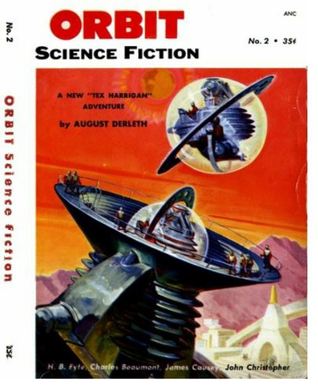 No. 2
ORBIT Science Fiction
35¢
ANC
ORBIT
SCIENCE FICTION
No. 2 • 35¢
A NEW "TEX HARRIGAN"
ADVENTURE
by AUGUST DERLETH
H. B. Fyfe, Charles Beaumont, James Causey, John Christopher